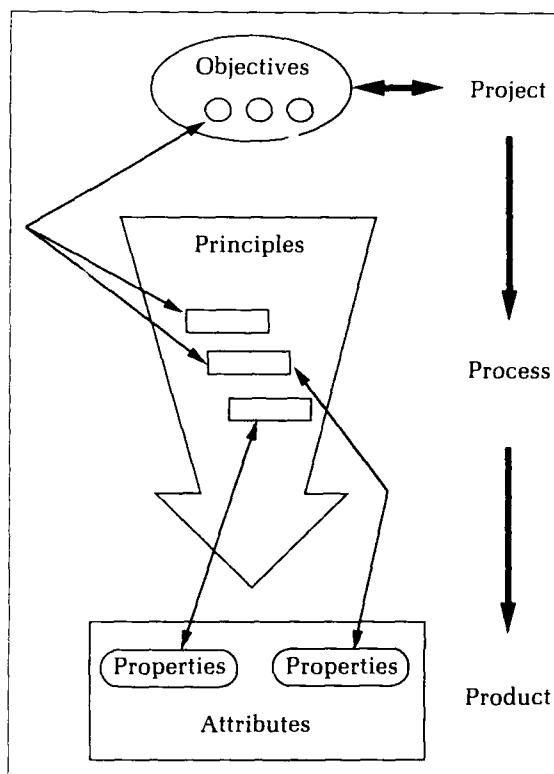 Objectives
Project
Principles
Process
Properties Properties
Attributes
Product